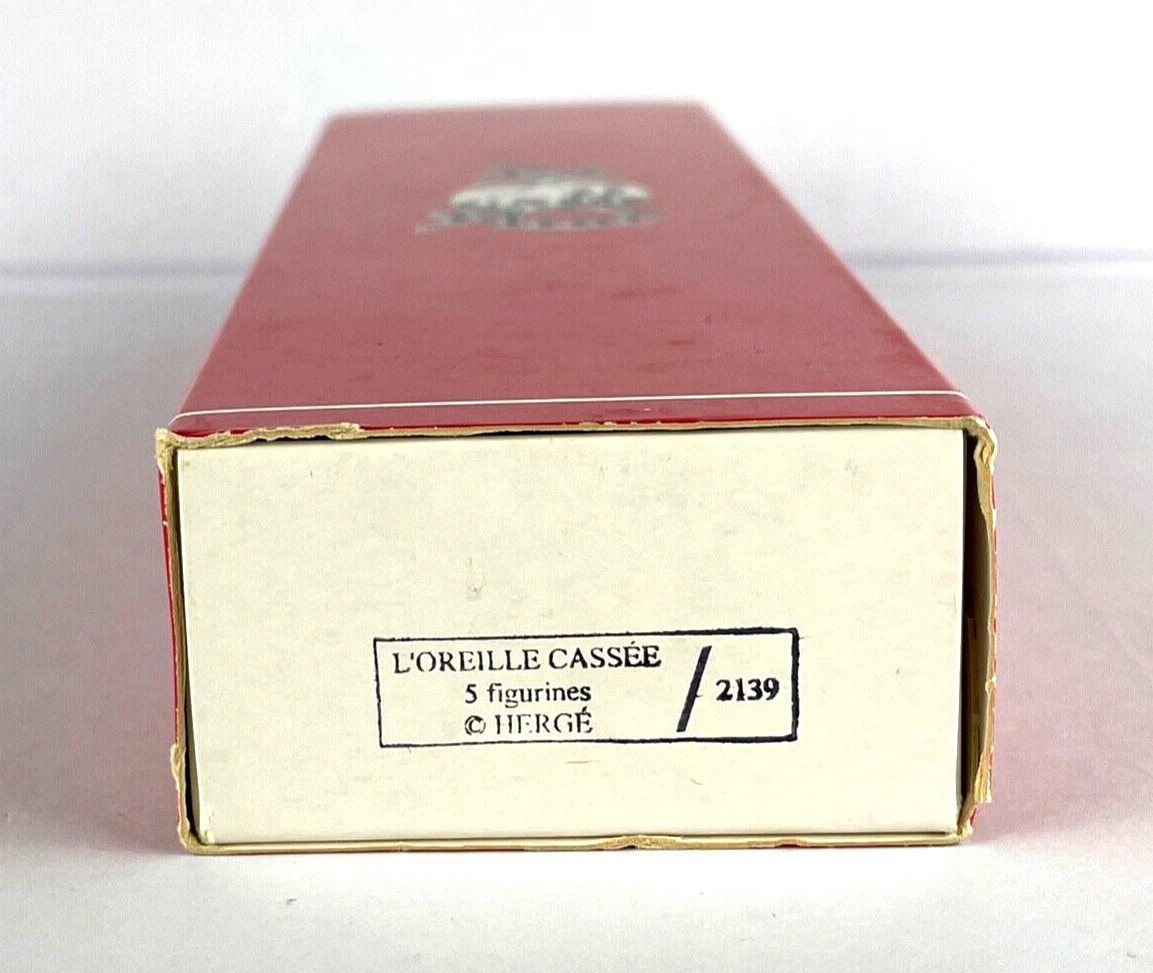 L'OREILLE CASSÉE
5 figurines
© HERGÉ
/ 2139